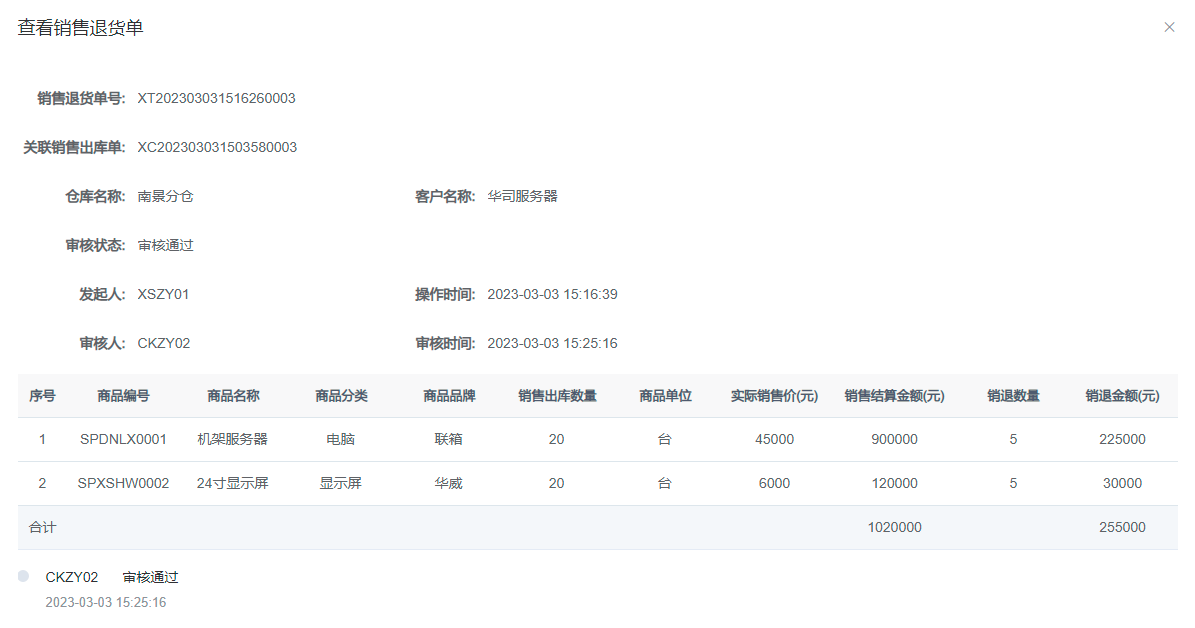 查看销售退货单
销售退货单号: XT202303031516260003
关联销售出库单: XC202303031503580003
仓库名称: 南景分仓 客户名称: 华司服务器
审核状态: 审核通过
发起人: XSZY01 操作时间: 2023-03-03 15:16:39
审核人: CKZY02 审核时间: 2023-03-03 15:25:16
序号 商品编号 商品名称 商品分类 商品品牌 销售出库数量 商品单位 实际销售价(元) 销售结算金额(元) 销退数量 销退金额(元)
1 SPDNLX0001 机架服务器 电脑 联箱 20 台 45000 900000 5 225000
2 SPXSHW0002 24寸显示屏 显示屏 华威 20 台 6000 120000 5 30000
合计 1020000 255000
CKZY02 审核通过
2023-03-03 15:25:16